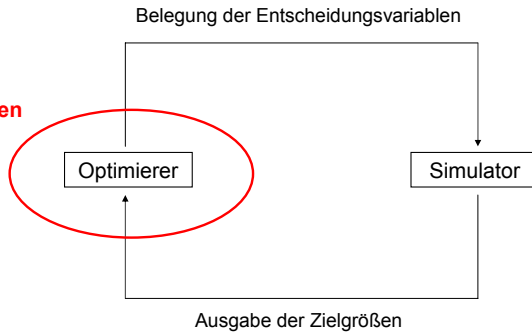 Belegung der Entscheidungsvariablen
en
Optimierer
Simulator
Ausgabe der Zielgrößen